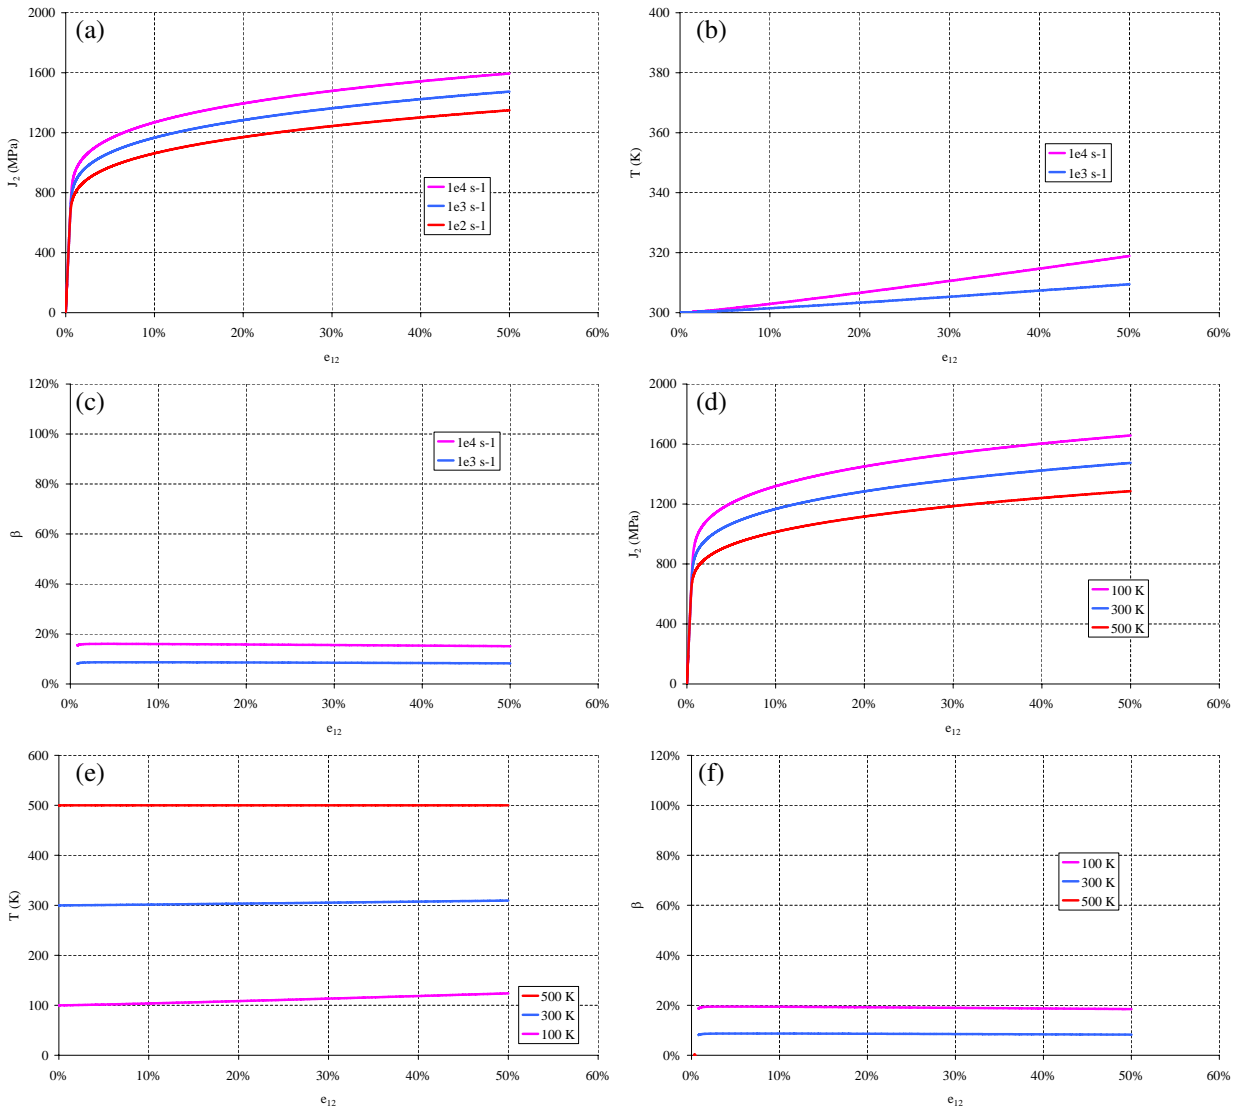 (a)
2000
1600
1200
800
400
0
J2 (MPa)
1e4 s-1
1e3 s-1
1e2 s-1
0% 10% 20% 30% 40% 50% 60%
e12
(b)
400
380
360
340
320
300
T (K)
1e4 s-1
1e3 s-1
0% 10% 20% 30% 40% 50% 60%
e12
(c)
120%
100%
80%
60%
40%
20%
0%
β
1e4 s-1
1e3 s-1
0% 10% 20% 30% 40% 50% 60%
e12
(d)
2000
1600
1200
800
400
0
J2 (MPa)
100 K
300 K
500 K
0% 10% 20% 30% 40% 50% 60%
e12
(e)
600
500
400
300
200
100
0
T (K)
500 K
300 K
100 K
0% 10% 20% 30% 40% 50% 60%
e12
(f)
120%
100%
80%
60%
40%
20%
0%
β
100 K
300 K
500 K
0% 10% 20% 30% 40% 50% 60%
e12